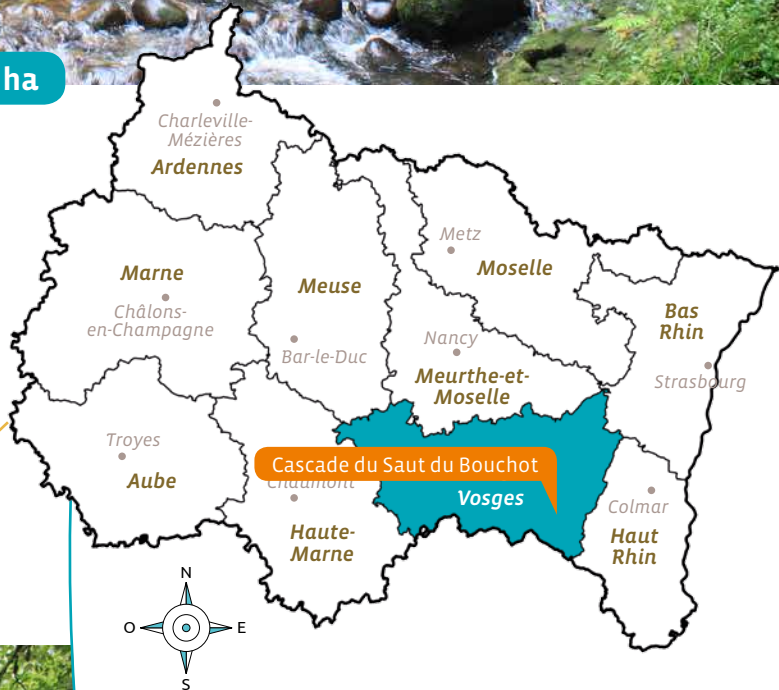 ha
Charleville-
Mézières
Ardennes
Metz
Moselle
Marne
Châlons-
en-Champagne
Meuse
Bar-le-Duc
Nancy
Meurthe-et-
Moselle
Bas
Rhin
Strasbourg
Troyes
Aube
Cascade du Saut du Bouchot
Chaumont
Vosges
Haute-
Marne
Colmar
Haut
Rhin
N
O
E
S